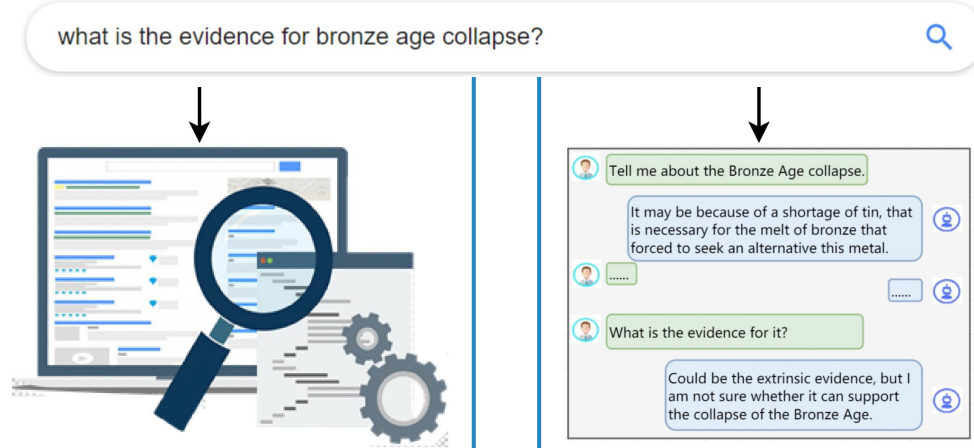 what is the evidence for bronze age collapse?
Tell me about the Bronze Age collapse.
It may be because of a shortage of tin, that
is necessary for the melt of bronze that
forced to seek an alternative this metal.
......
......
What is the evidence for it?
Could be the extrinsic evidence, but I
am not sure whether it can support
the collapse of the Bronze Age.